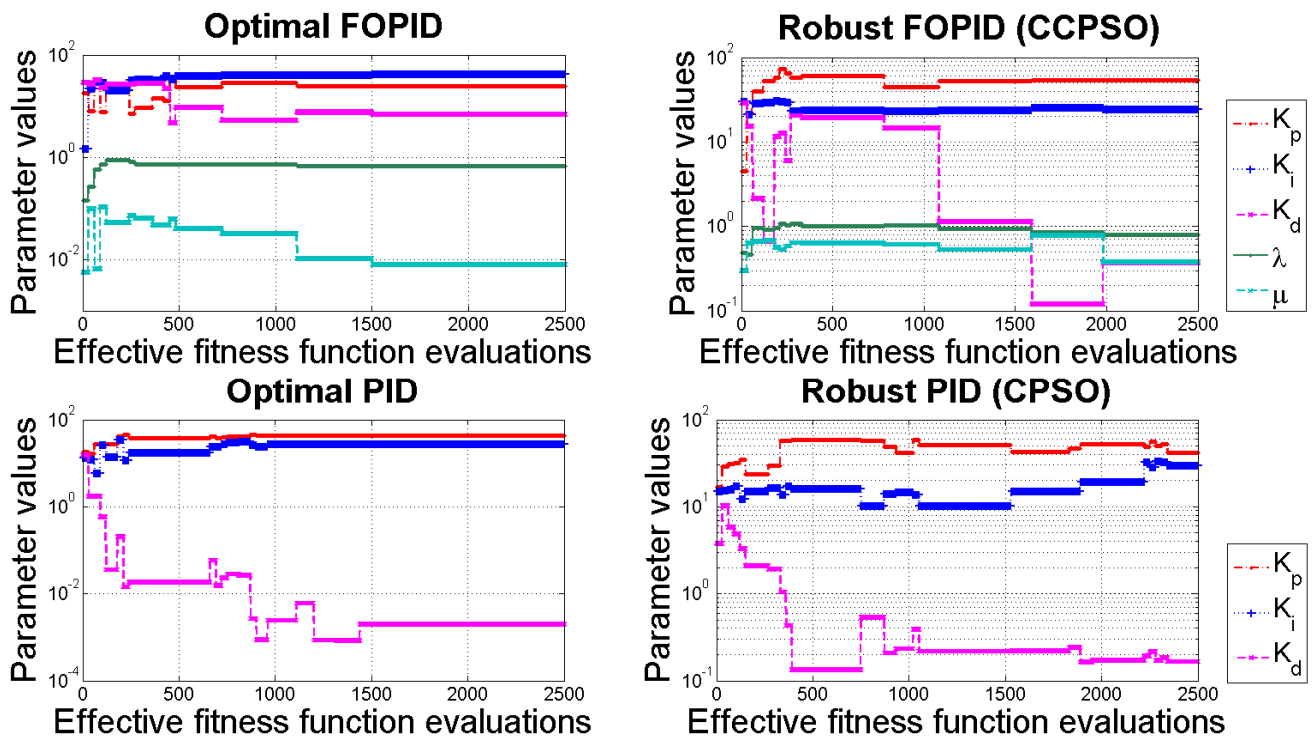 Optimal FOPID
Parameter values
10^2
10^0
10^-2
0 500 1000 1500 2000 2500
Effective fitness function evaluations
Robust FOPID (CCPSO)
Parameter values
10^2
10^1
10^0
10^-1
0 500 1000 1500 2000 2500
Effective fitness function evaluations
K_p
K_i
K_d
λ
μ
Optimal PID
Parameter values
10^2
10^0
10^-2
10^-4
0 500 1000 1500 2000 2500
Effective fitness function evaluations
Robust PID (CPSO)
Parameter values
10^2
10^1
10^0
10^-1
0 500 1000 1500 2000 2500
Effective fitness function evaluations
K_p
K_i
K_d